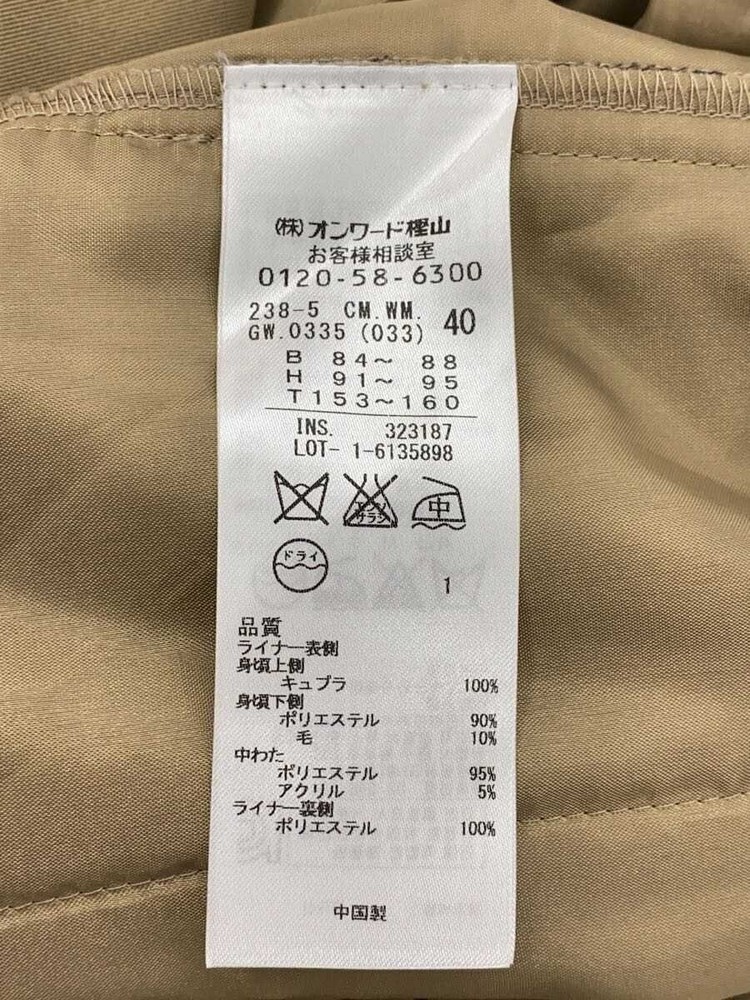 (株)オンワード樫山
お客様相談室
0120-58-6300
238-5 CM.WM.
GW.0335 (033) 40
B 84～ 88
H 91～ 95
T153～160
INS. 323187
LOT- 1-6135898
エンソ
サラシ
中
ドライ
1
品質
ライナー表側
身頃上側
キュプラ 100%
身頃下側
ポリエステル 90%
毛 10%
中わた
ポリエステル 95%
アクリル 5%
ライナー裏側
ポリエステル 100%
中国製